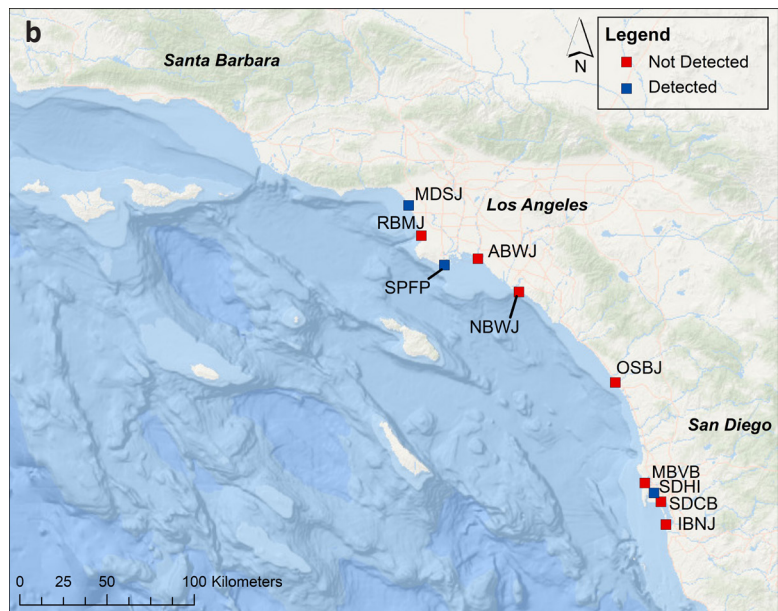 b
Santa Barbara
N
Legend
Not Detected
Detected
MDSJ
Los Angeles
RBMJ
ABWJ
SPFP
NBWJ
OSBJ
San Diego
MBVB
SDHI
SDCB
IBNJ
0 25 50 100 Kilometers